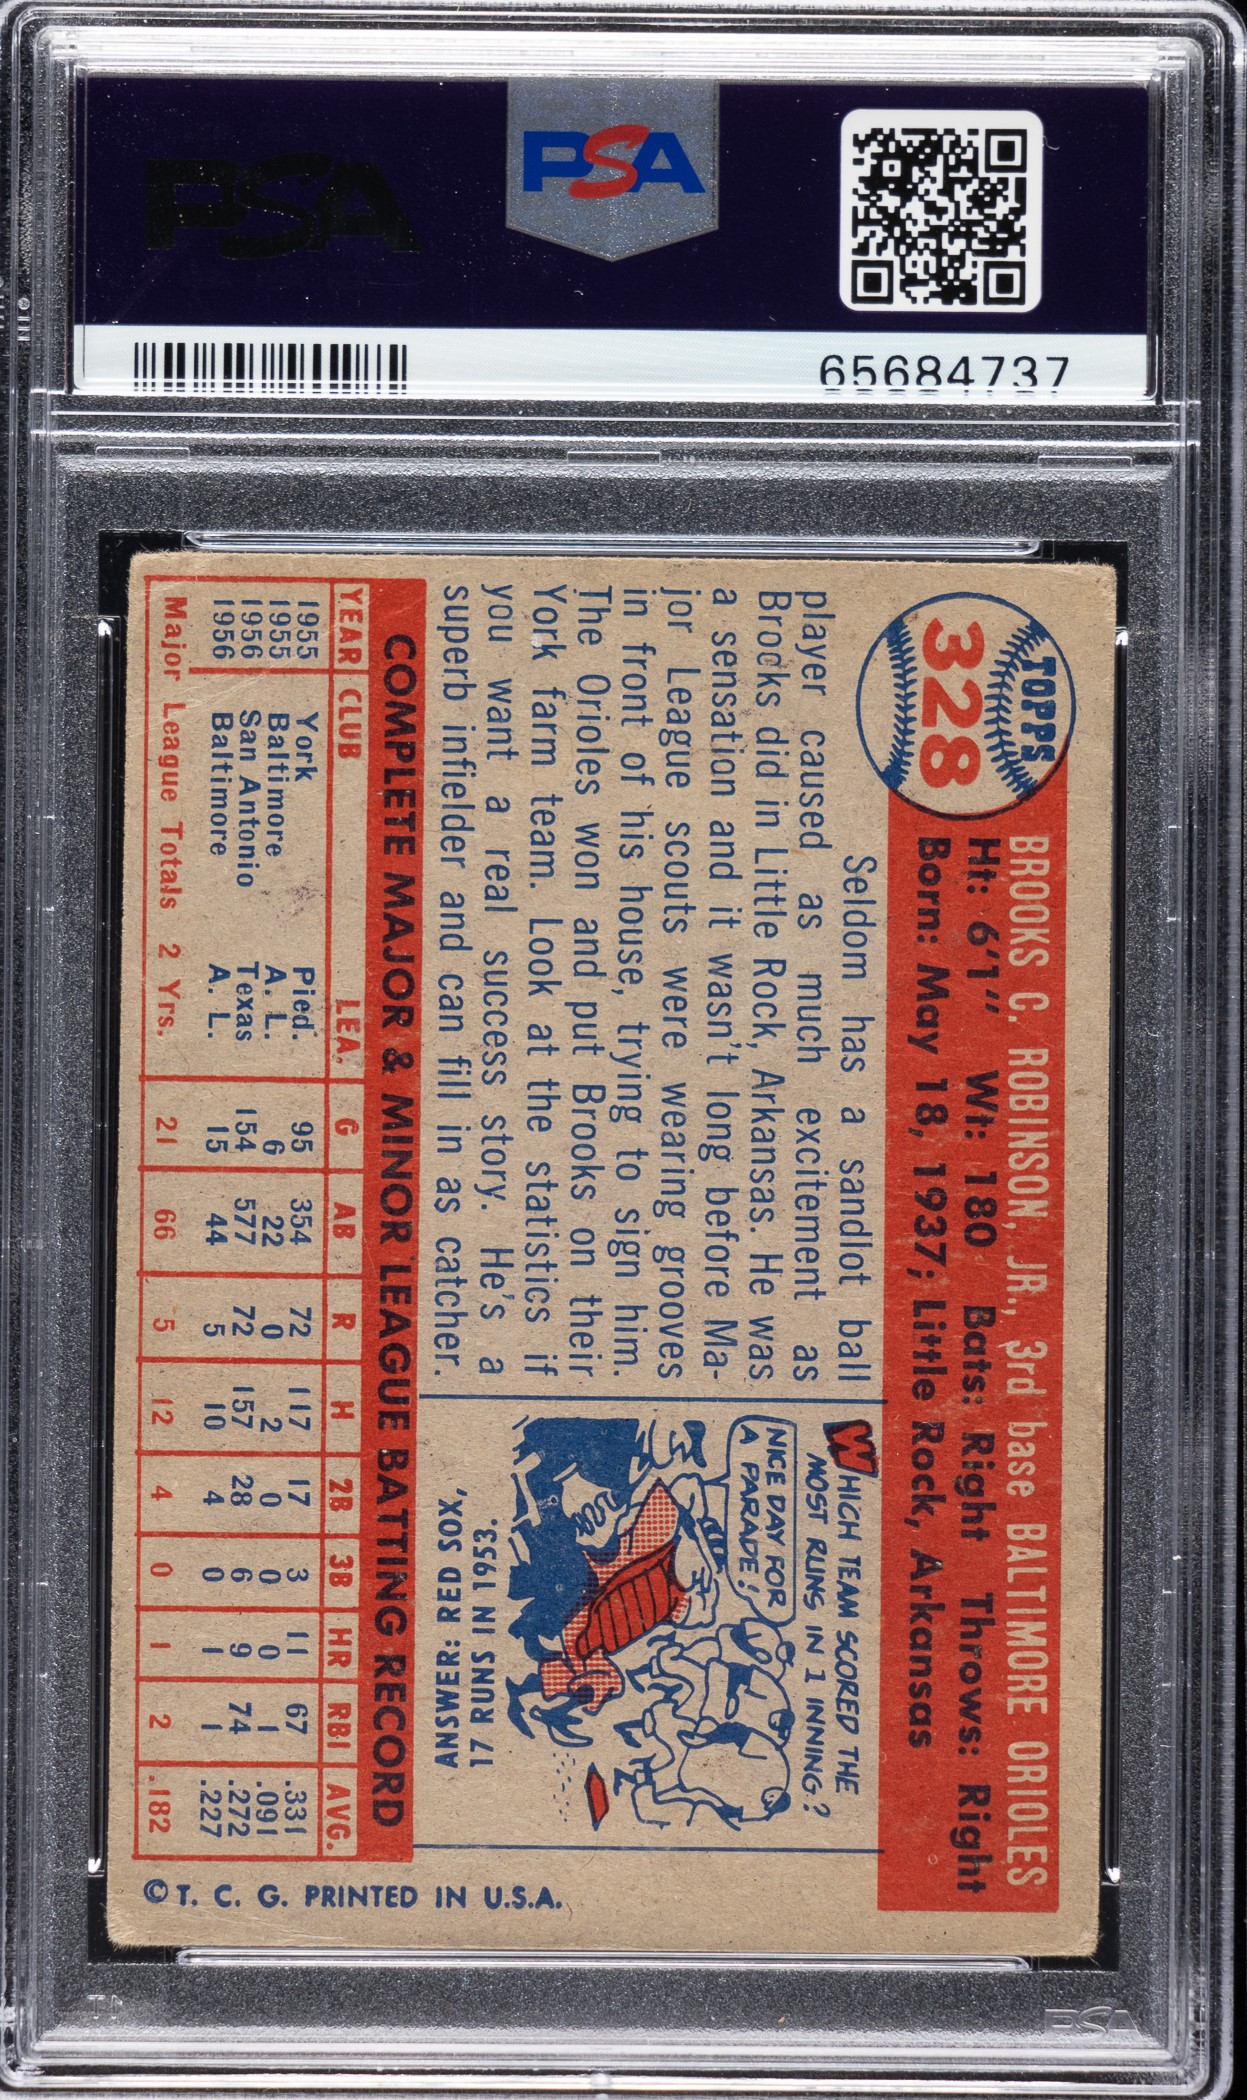 PSA
PSA
65684737
TOPPS
328
BROOKS C. ROBINSON, JR., 3rd base BALTIMORE ORIOLES
Ht: 6'1" Wt: 180 Bats: Right Throws: Right
Born: May 18, 1937; Little Rock, Arkansas
Seldom has a sandlot ball
player caused as much excitement as
Brooks did in Little Rock, Arkansas. He was
a sensation and it wasn't long before Ma-
jor League scouts were wearing grooves
in front of his house, trying to sign him.
The Orioles won and put Brooks on their
York farm team. Look at the statistics if
you want a real success story. He's a
superb infielder and can fill in as catcher.
WHICH TEAM SCORED THE
MOST RUNS IN 1 INNING?
NICE DAY FOR
A PARADE!
ANSWER: RED SOX,
17 RUNS IN 1953.
COMPLETE MAJOR & MINOR LEAGUE BATTING RECORD
YEAR CLUB LEA. G AB R H 2B 3B HR RBI AVG.
1955 York Pied. 95 354 72 117 17 3 11 67 .331
1955 Baltimore A. L. 6 22 0 2 0 0 0 1 .091
1956 San Antonio Texas 154 577 72 157 28 6 9 74 .272
1956 Baltimore A. L. 15 44 5 10 4 0 1 1 .227
Major League Totals 2 Yrs. 21 66 5 12 4 0 1 2 .182
© T. C. G. PRINTED IN U.S.A.
PSA